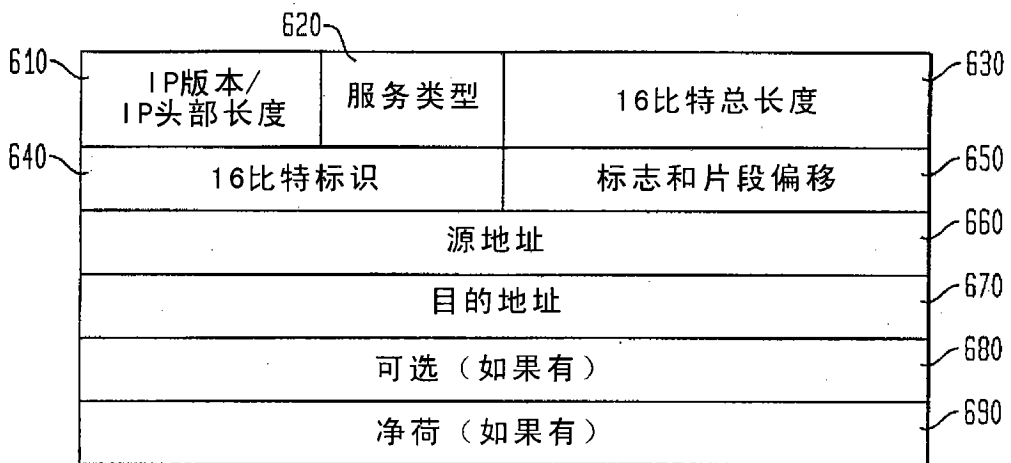 620
610
IP版本/
IP头部长度
服务类型
16比特总长度
630
640
16比特标识
标志和片段偏移
650
源地址
660
目的地址
670
可选(如果有)
680
净荷(如果有)
690